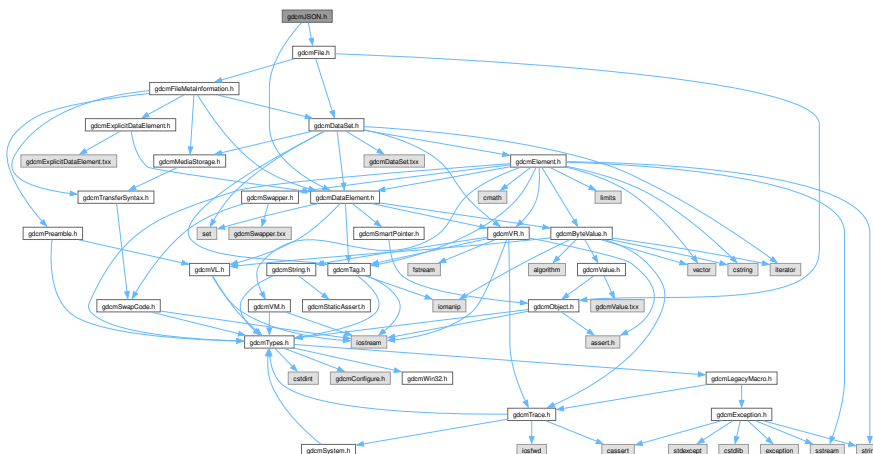 gdcmJSON.h
gdcmFile.h
gdcmFileMetaInformation.h
gdcmExplicitDataElement.h
gdcmDataSet.h
gdcmExplicitDataElement.txx
gdcmMediaStorage.h
gdcmDataSet.txx
gdcmElement.h
gdcmTransferSyntax.h
gdcmSwapper.h
gdcmDataElement.h
cmath
limits
gdcmPreamble.h
set
gdcmSwapper.txx
gdcmSmartPointer.h
gdcmVR.h
gdcmByteValue.h
gdcmVL.h
gdcmString.h
gdcmTag.h
fstream
algorithm
gdcmValue.h
vector
cstring
iterator
gdcmSwapCode.h
gdcmVM.h
gdcmStaticAssert.h
iomanip
gdcmObject.h
gdcmValue.txx
gdcmTypes.h
iostream
assert.h
cstdint
gdcmConfigure.h
gdcmWin32.h
gdcmLegacyMacro.h
gdcmTrace.h
gdcmException.h
gdcmSystem.h
iosfwd
cassert
stdexcept
cstdlib
exception
sstream